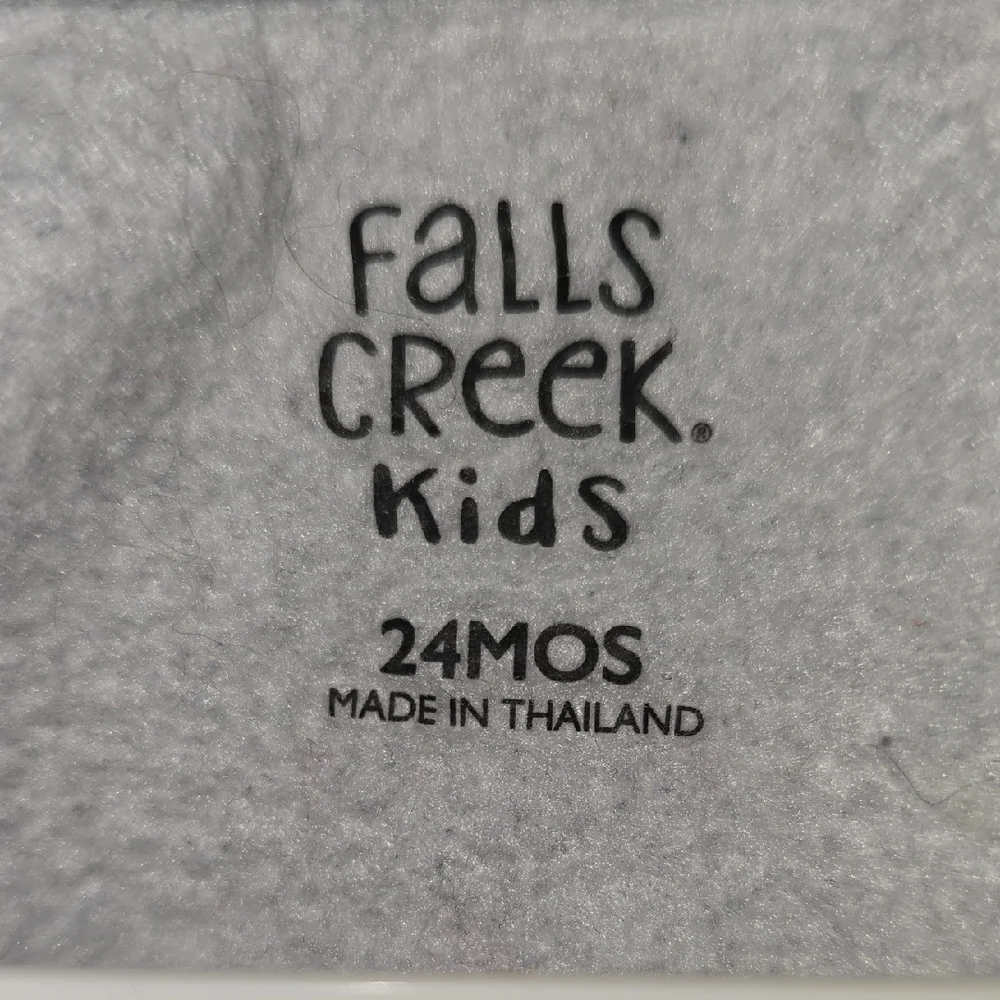 Falls
Creek.®
Kids
24MOS
MADE IN THAILAND